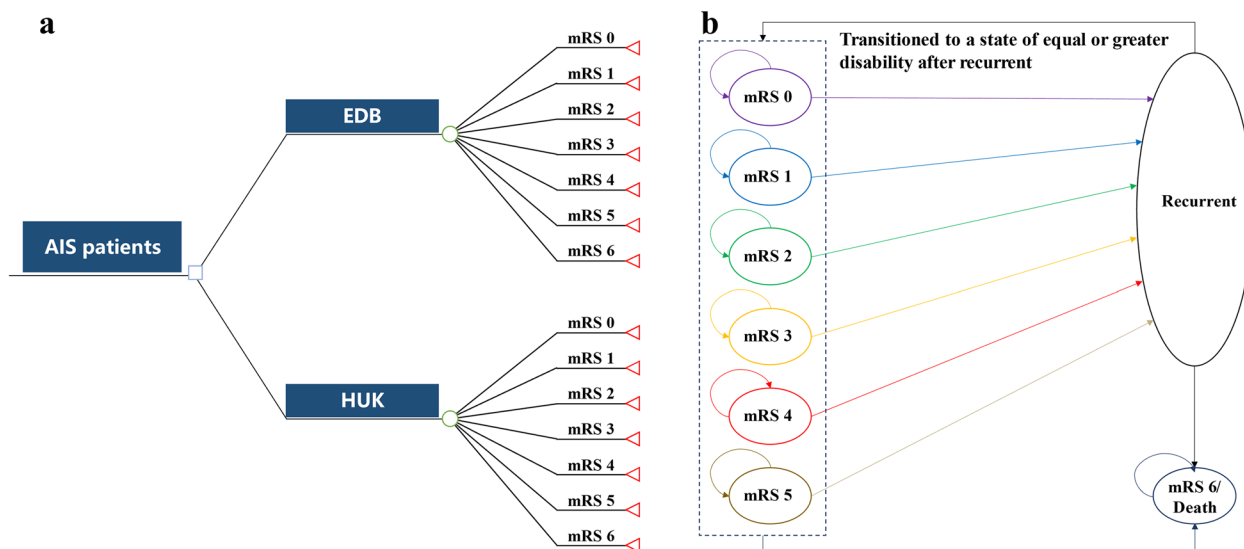 a
AIS patients
EDB
mRS 0
mRS 1
mRS 2
mRS 3
mRS 4
mRS 5
mRS 6
HUK
mRS 0
mRS 1
mRS 2
mRS 3
mRS 4
mRS 5
mRS 6
b
Transitioned to a state of equal or greater
disability after recurrent
mRS 0
mRS 1
mRS 2
mRS 3
mRS 4
mRS 5
Recurrent
mRS 6/
Death